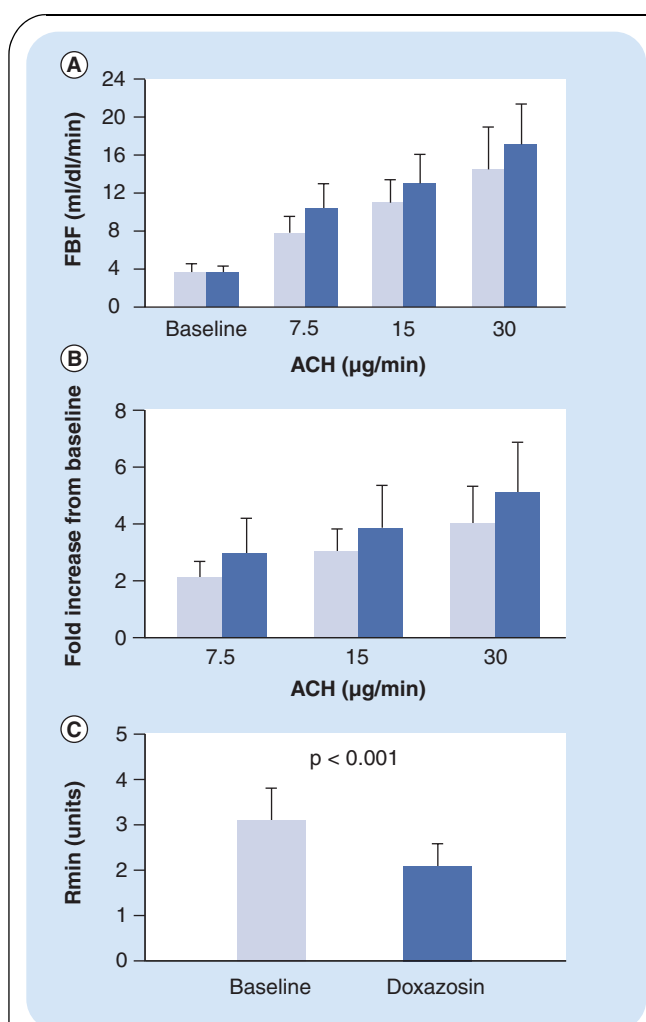 A
24
20
16
12
8
4
0
FBF (ml/dl/min)
Baseline 7.5 15 30
ACH (µg/min)
B
8
6
4
2
0
Fold increase from baseline
7.5 15 30
ACH (µg/min)
C
5
4
3
2
1
0
Rmin (units)
p < 0.001
Baseline Doxazosin